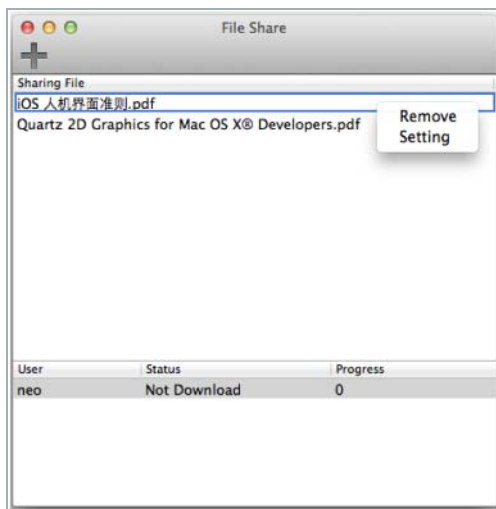 File Share
Sharing File
iOS 人机界面准则.pdf
Quartz 2D Graphics for Mac OS X® Developers.pdf
Remove
Setting
User Status Progress
neo Not Download 0